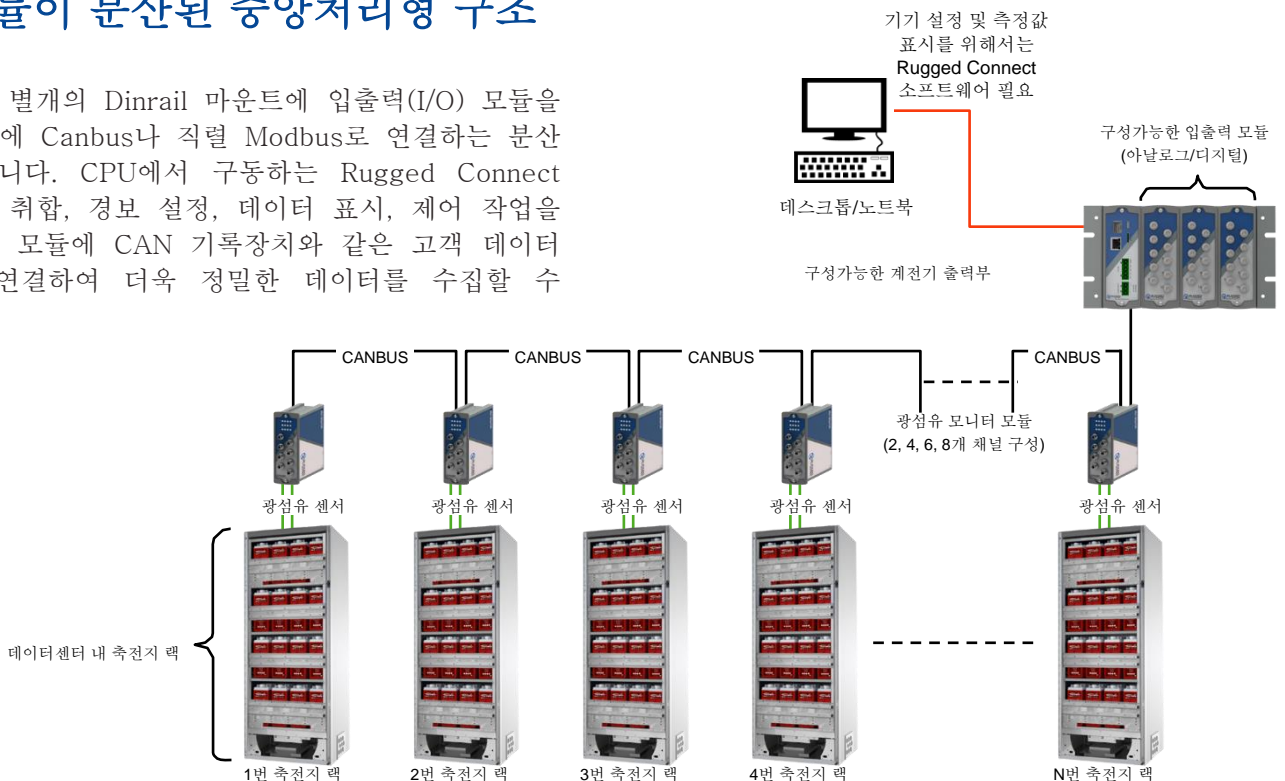 이 분산된 중앙처리형 구조
별개의 Dinrail 마운트에 입출력(I/O) 모듈을
에 Canbus나 직렬 Modbus로 연결하는 분산
니다. CPU에서 구동하는 Rugged Connect
취합, 경보 설정, 데이터 표시, 제어 작업을
모듈에 CAN 기록장치와 같은 고객 데이터
연결하여 더욱 정밀한 데이터를 수집할 수
기기 설정 및 측정값
표시를 위해서는
Rugged Connect
소프트웨어 필요
데스크톱/노트북
구성가능한 입출력 모듈
(아날로그/디지털)
구성가능한 계전기 출력부
CANBUS
CANBUS
CANBUS
CANBUS
광섬유 모니터 모듈
(2, 4, 6, 8개 채널 구성)
광섬유 센서
광섬유 센서
광섬유 센서
광섬유 센서
광섬유 센서
데이터센터 내 축전지 랙
1번 축전지 랙
2번 축전지 랙
3번 축전지 랙
4번 축전지 랙
N번 축전지 랙